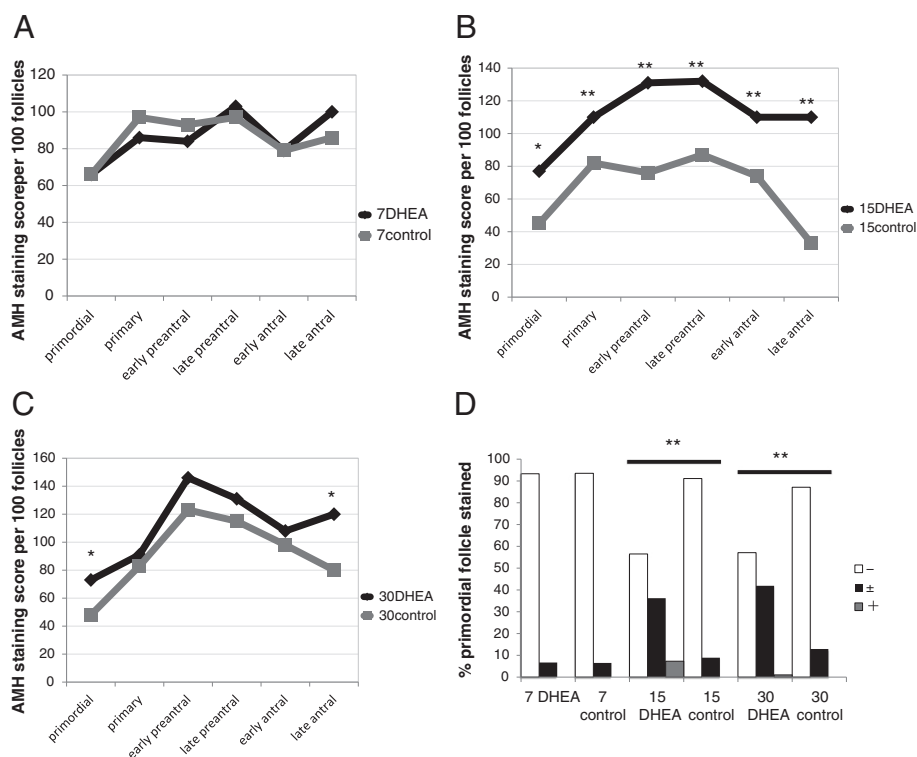 A
AMH staining scoreper 100 follicles
120
100
80
60
40
20
0
primordial
primary
early preantral
late preantral
early antral
late antral
7DHEA
7control
B
AMH staining score per 100 follicles
140
120
100
80
60
40
20
0
*
**
**
**
**
**
primordial
primary
early preantral
late preantral
early antral
late antral
15DHEA
15control
C
AMH staining score per 100 follicles
160
140
120
100
80
60
40
20
0
*
*
primordial
primary
early preantral
late preantral
early antral
late antral
30DHEA
30control
D
% primordial follicle stained
100
90
80
70
60
50
40
30
20
10
0
**
**
7 DHEA
7 control
15 DHEA
15 control
30 DHEA
30 control
−
±
+